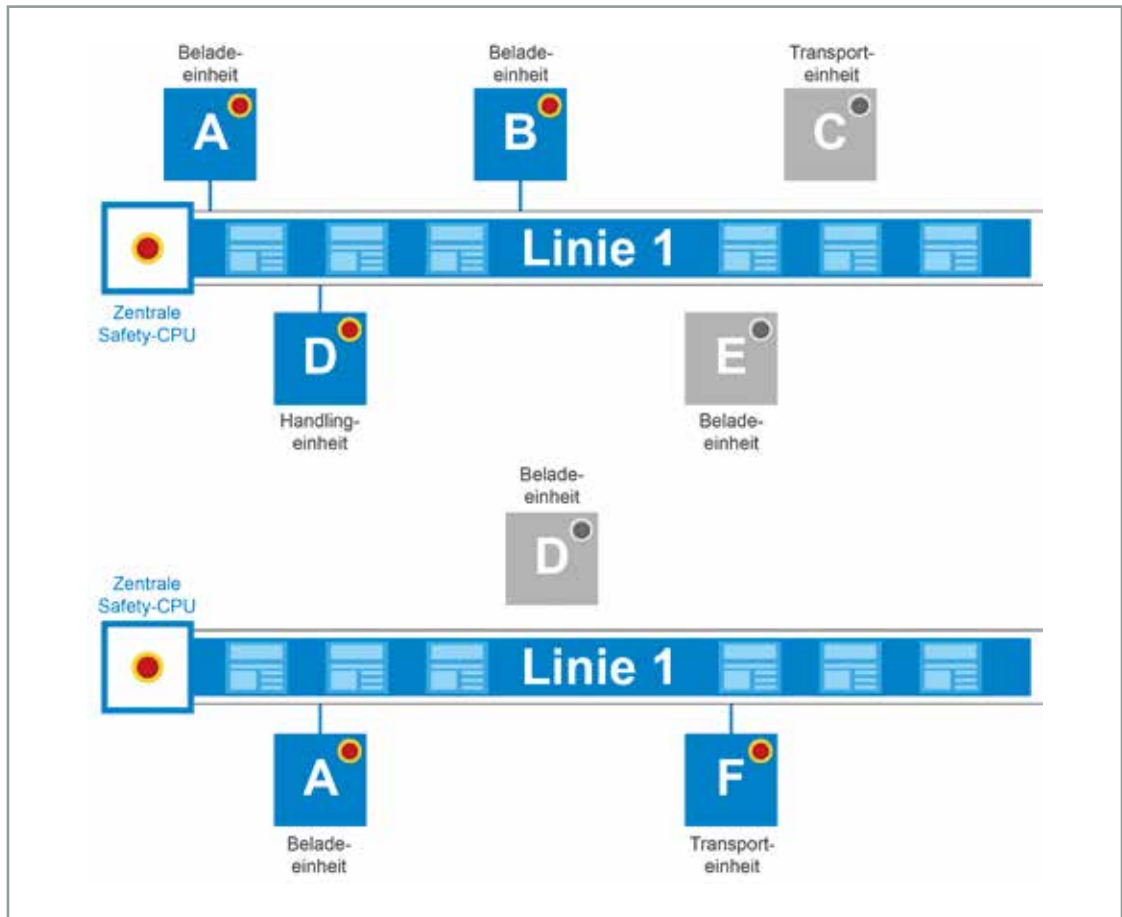 Belade-
einheit
A
Belade-
einheit
B
Transport-
einheit
C
Linie 1
Zentrale
Safety-CPU
D
Handling-
einheit
E
Belade-
einheit
Belade-
einheit
D
Zentrale
Safety-CPU
Linie 1
A
Belade-
einheit
F
Transport-
einheit